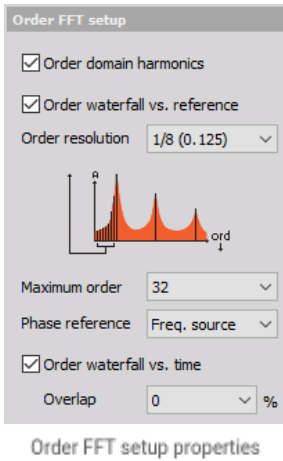 Order FFT setup
Order domain harmonics
Order waterfall vs. reference
Order resolution 1/8 (0.125)
A
ord
Maximum order 32
Phase reference Freq. source
Order waterfall vs. time
Overlap 0 %
Order FFT setup properties